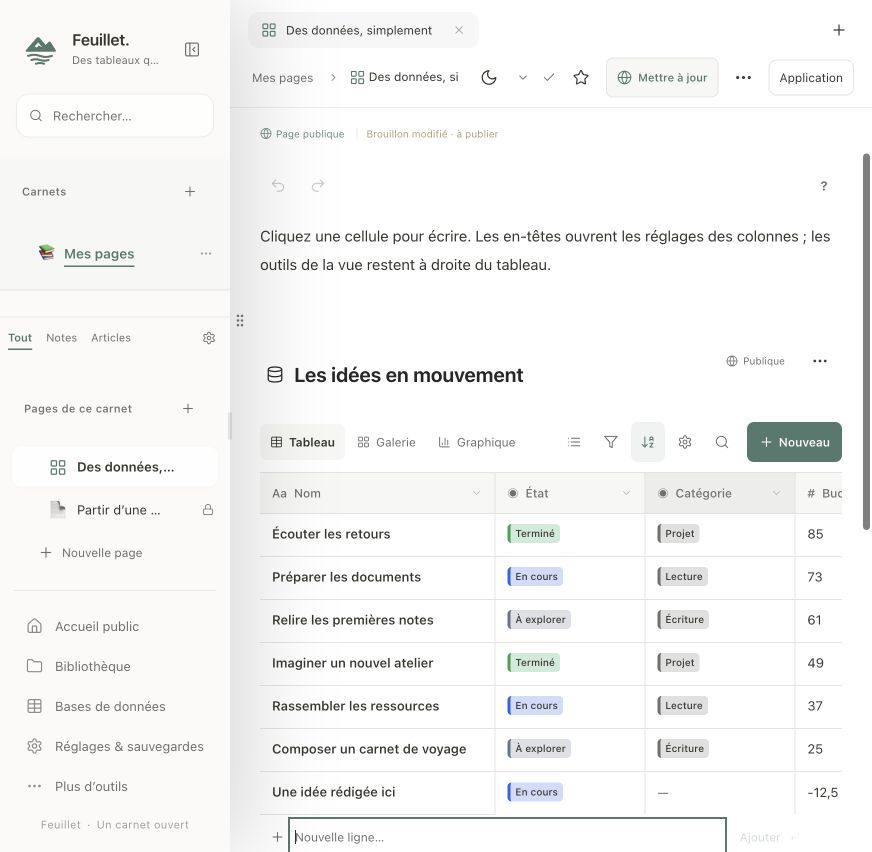 Feuillet.
Des tableaux q...
Rechercher...
Carnets
Mes pages
Tout Notes Articles
Pages de ce carnet
Des données,...
Partir d'une ...
Nouvelle page
Accueil public
Bibliothèque
Bases de données
Réglages & sauvegardes
Plus d'outils
Feuillet · Un carnet ouvert
Des données, simplement
Mes pages > Des données, si Mettre à jour Application
Page publique Brouillon modifié · à publier
?
Cliquez une cellule pour écrire. Les en-têtes ouvrent les réglages des colonnes ; les
outils de la vue restent à droite du tableau.
Publique
Les idées en mouvement
Tableau Galerie Graphique + Nouveau
Aa Nom État Catégorie #
Écouter les retours Terminé Projet 85
Préparer les documents En cours Lecture 73
Relire les premières notes À explorer Écriture 61
Imaginer un nouvel atelier Terminé Projet 49
Rassembler les ressources En cours Lecture 37
Composer un carnet de voyage À explorer Écriture 25
Une idée rédigée ici En cours — -12,5
+ Nouvelle ligne... Ajouter